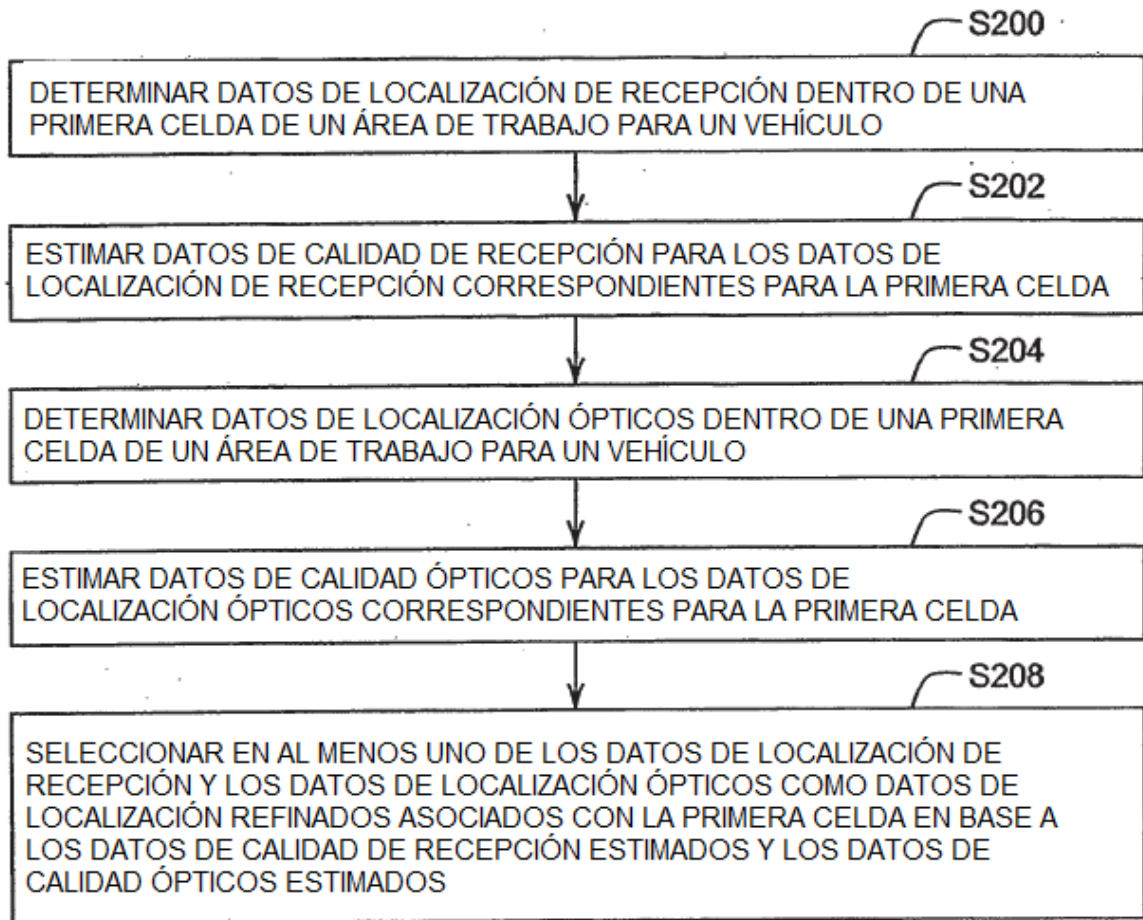 S200
DETERMINAR DATOS DE LOCALIZACIÓN DE RECEPCIÓN DENTRO DE UNA
PRIMERA CELDA DE UN ÁREA DE TRABAJO PARA UN VEHÍCULO
S202
ESTIMAR DATOS DE CALIDAD DE RECEPCIÓN PARA LOS DATOS DE
LOCALIZACIÓN DE RECEPCIÓN CORRESPONDIENTES PARA LA PRIMERA CELDA
S204
DETERMINAR DATOS DE LOCALIZACIÓN ÓPTICOS DENTRO DE UNA PRIMERA
CELDA DE UN ÁREA DE TRABAJO PARA UN VEHÍCULO
S206
ESTIMAR DATOS DE CALIDAD ÓPTICOS PARA LOS DATOS DE
LOCALIZACIÓN ÓPTICOS CORRESPONDIENTES PARA LA PRIMERA CELDA
S208
SELECCIONAR EN AL MENOS UNO DE LOS DATOS DE LOCALIZACIÓN DE
RECEPCIÓN Y LOS DATOS DE LOCALIZACIÓN ÓPTICOS COMO DATOS DE
LOCALIZACIÓN REFINADOS ASOCIADOS CON LA PRIMERA CELDA EN BASE A
LOS DATOS DE CALIDAD DE RECEPCIÓN ESTIMADOS Y LOS DATOS DE
CALIDAD ÓPTICOS ESTIMADOS